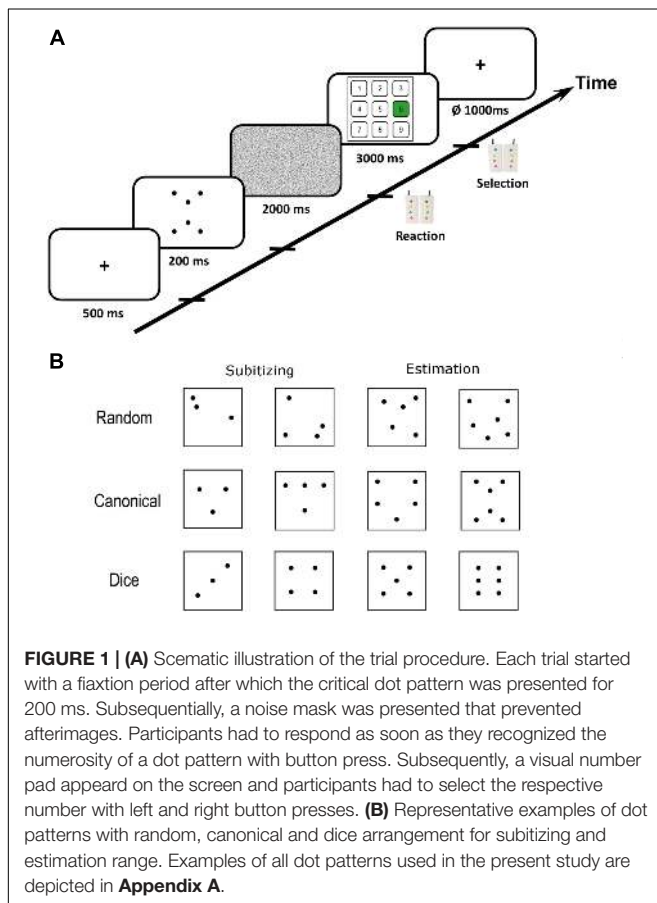 A
1 2 3
4 5 6
7 8 9
Time
Ø 1000ms
3000 ms
Selection
2000 ms
Reaction
200 ms
500 ms
B
Subitizing Estimation
Random
Canonical
Dice
FIGURE 1 | (A) Scematic illustration of the trial procedure. Each trial started
with a fiaxtion period after which the critical dot pattern was presented for
200 ms. Subsequentially, a noise mask was presented that prevented
afterimages. Participants had to respond as soon as they recognized the
numerosity of a dot pattern with button press. Subsequently, a visual number
pad appeard on the screen and participants had to select the respective
number with left and right button presses. (B) Representative examples of dot
patterns with random, canonical and dice arrangement for subitizing and
estimation range. Examples of all dot patterns used in the present study are
depicted in Appendix A.